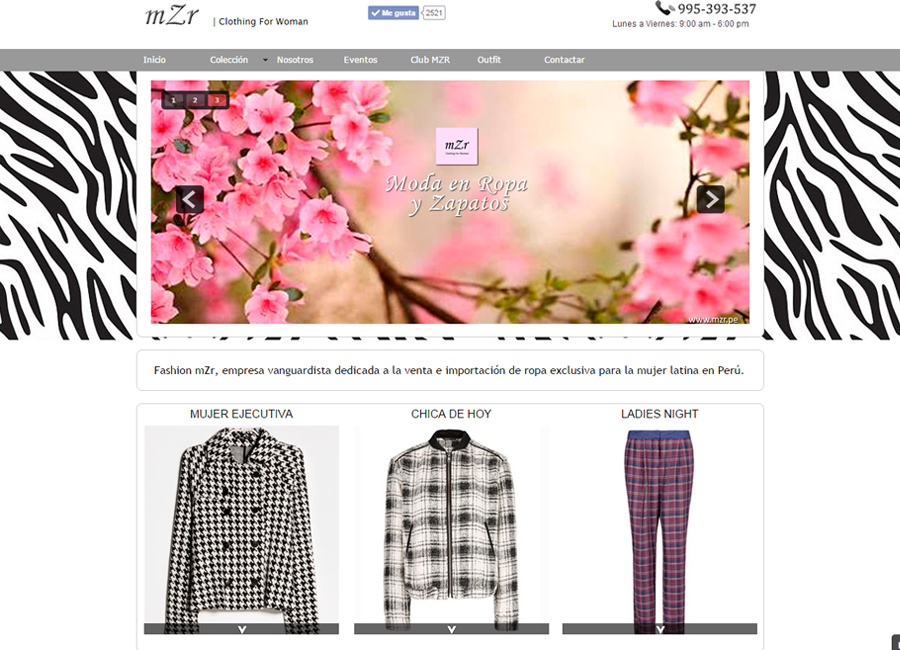 mZr | Clothing For Woman
Me gusta 2521
995-393-537
Lunes a Viernes: 9:00 am - 6:00 pm
Inicio Colección Nosotros Eventos Club MZR Outfit Contactar
1 2 3
mZr
Clothing For Woman
Moda en Ropa
y Zapatos
www.mzr.pe
Fashion mZr, empresa vanguardista dedicada a la venta e importación de ropa exclusiva para la mujer latina en Perú.
MUJER EJECUTIVA CHICA DE HOY LADIES NIGHT